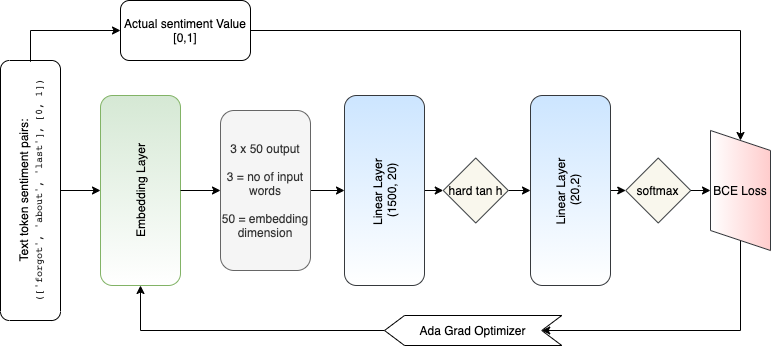 Actual sentiment Value
[0,1]
Text token sentiment pairs:
(['forgot', 'about', 'last'], [0, 1])
Embedding Layer
3 x 50 output
3 = no of input
words
50 = embedding
dimension
Linear Layer
(1500, 20)
hard tan h
Linear Layer
(20,2)
softmax
BCE Loss
Ada Grad Optimizer